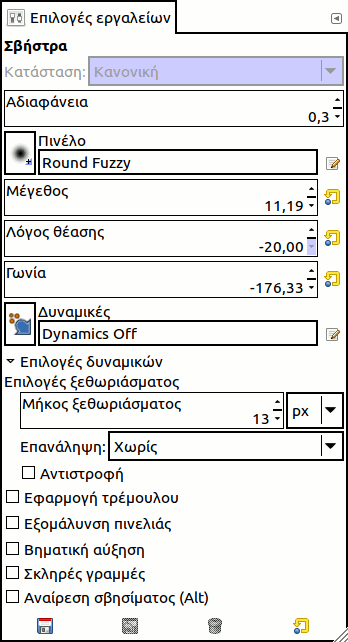 Επιλογές εργαλείων
Σβήστρα
Κατάσταση: Κανονική
Αδιαφάνεια
0,3
Πινέλο
Round Fuzzy
Μέγεθος
11,19
Λόγος θέασης
-20,00
Γωνία
-176,33
Δυναμικές
Dynamics Off
Επιλογές δυναμικών
Επιλογές ξεθωριάσματος
Μήκος ξεθωριάσματος
13 px
Επανάληψη: Χωρίς
Αντιστροφή
Εφαρμογή τρέμουλου
Εξομάλυνση πινελιάς
Βηματική αύξηση
Σκληρές γραμμές
Αναίρεση σβησίματος (Alt)